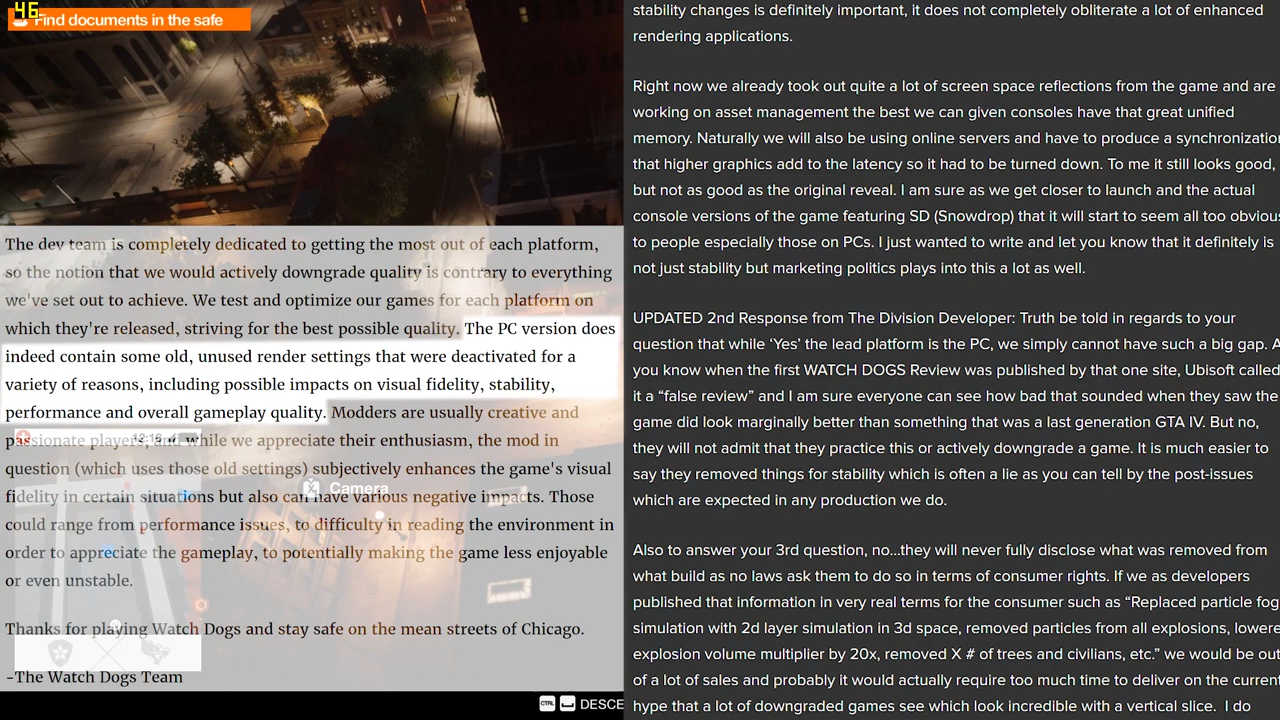 46
Find documents in the safe
The dev team is completely dedicated to getting the most out of each platform,
so the notion that we would actively downgrade quality is contrary to everything
we've set out to achieve. We test and optimize our games for each platform on
which they're released, striving for the best possible quality. The PC version does
indeed contain some old, unused render settings that were deactivated for a
variety of reasons, including possible impacts on visual fidelity, stability,
performance and overall gameplay quality. Modders are usually creative and
passionate players, and while we appreciate their enthusiasm, the mod in
question (which uses those old settings) subjectively enhances the game's visual
fidelity in certain situations but also can have various negative impacts. Those
could range from performance issues, to difficulty in reading the environment in
order to appreciate the gameplay, to potentially making the game less enjoyable
or even unstable.
Thanks for playing Watch Dogs and stay safe on the mean streets of Chicago.
-The Watch Dogs Team
Camera
CTRL
DESCE
stability changes is definitely important, it does not completely obliterate a lot of enhanced
rendering applications.
Right now we already took out quite a lot of screen space reflections from the game and are
working on asset management the best we can given consoles have that great unified
memory. Naturally we will also be using online servers and have to produce a synchronizatio
that higher graphics add to the latency so it had to be turned down. To me it still looks good,
but not as good as the original reveal. I am sure as we get closer to launch and the actual
console versions of the game featuring SD (Snowdrop) that it will start to seem all too obviou
to people especially those on PCs. I just wanted to write and let you know that it definitely is
not just stability but marketing politics plays into this a lot as well.
UPDATED 2nd Response from The Division Developer: Truth be told in regards to your
question that while ‘Yes’ the lead platform is the PC, we simply cannot have such a big gap. A
you know when the first WATCH DOGS Review was published by that one site, Ubisoft called
it a “false review” and I am sure everyone can see how bad that sounded when they saw the
game did look marginally better than something that was a last generation GTA IV. But no,
they will not admit that they practice this or actively downgrade a game. It is much easier to
say they removed things for stability which is often a lie as you can tell by the post-issues
which are expected in any production we do.
Also to answer your 3rd question, no...they will never fully disclose what was removed from
what build as no laws ask them to do so in terms of consumer rights. If we as developers
published that information in very real terms for the consumer such as “Replaced particle fog
simulation with 2d layer simulation in 3d space, removed particles from all explosions, lowere
explosion volume multiplier by 20x, removed X # of trees and civilians, etc.” we would be out
of a lot of sales and probably it would actually require too much time to deliver on the current
hype that a lot of downgraded games see which look incredible with a vertical slice. I do